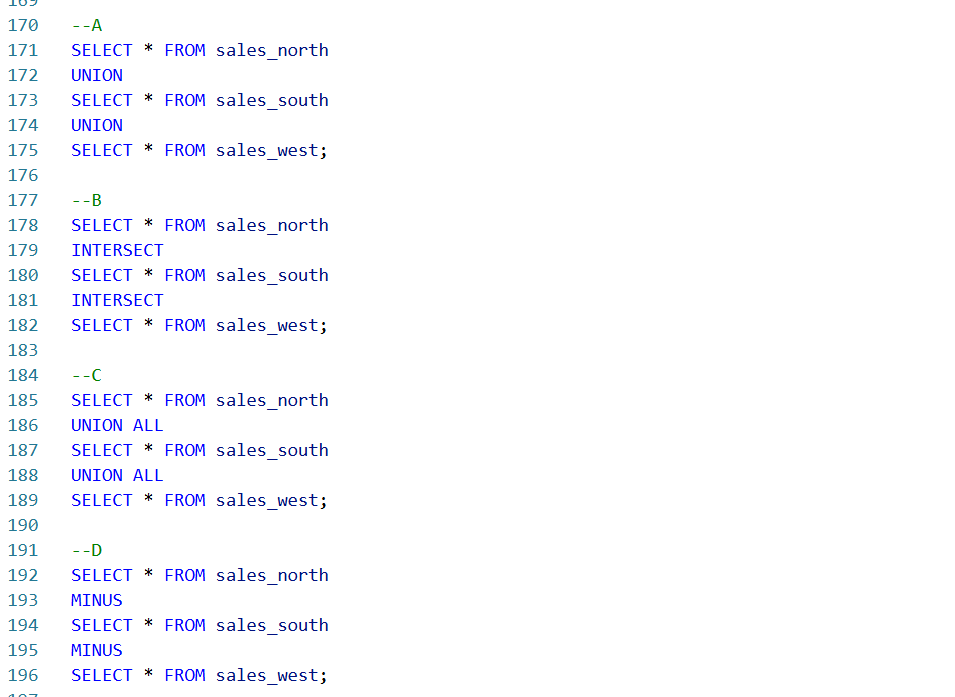 169
170 --A
171 SELECT * FROM sales_north
172 UNION
173 SELECT * FROM sales_south
174 UNION
175 SELECT * FROM sales_west;
176
177 --B
178 SELECT * FROM sales_north
179 INTERSECT
180 SELECT * FROM sales_south
181 INTERSECT
182 SELECT * FROM sales_west;
183
184 --C
185 SELECT * FROM sales_north
186 UNION ALL
187 SELECT * FROM sales_south
188 UNION ALL
189 SELECT * FROM sales_west;
190
191 --D
192 SELECT * FROM sales_north
193 MINUS
194 SELECT * FROM sales_south
195 MINUS
196 SELECT * FROM sales_west;
197